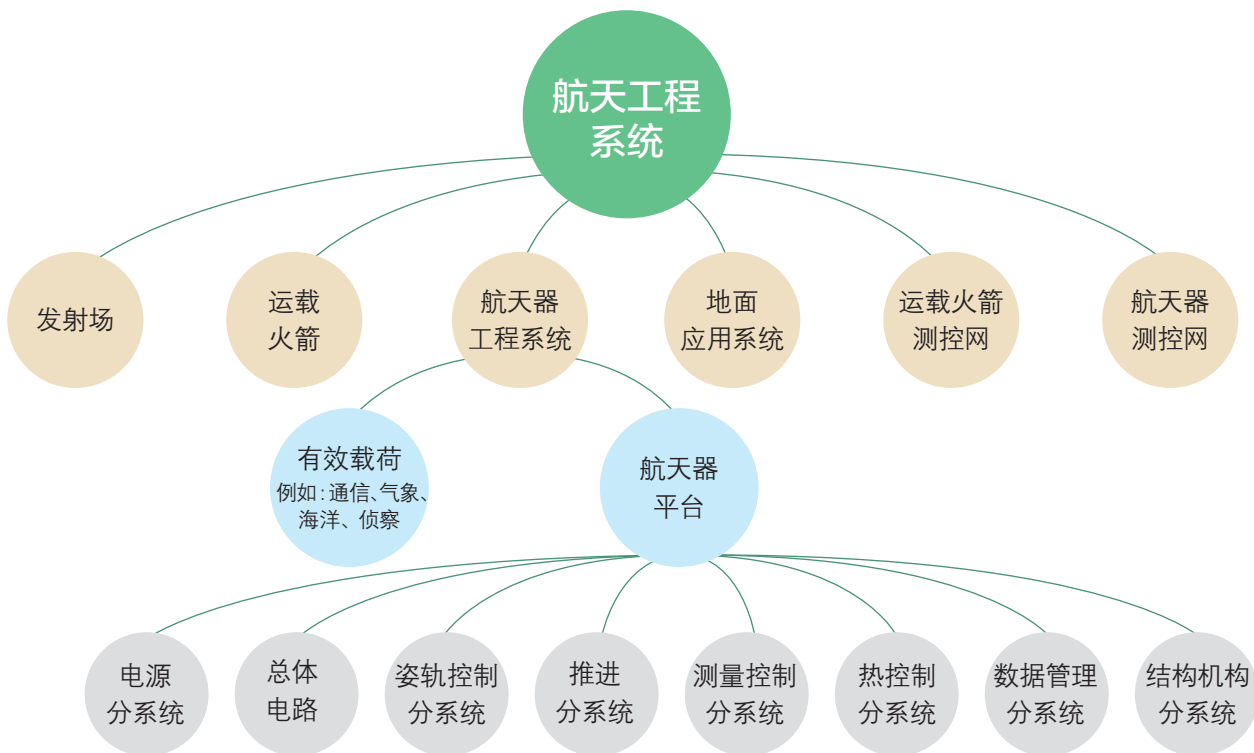 航天工程
系统
发射场
运载
火箭
航天器
工程系统
地面
应用系统
运载火箭
测控网
航天器
测控网
有效载荷
例如：通信、气象、
海洋、侦察
航天器
平台
电源
分系统
总体
电路
姿轨控制
分系统
推进
分系统
测量控制
分系统
热控制
分系统
数据管理
分系统
结构机构
分系统